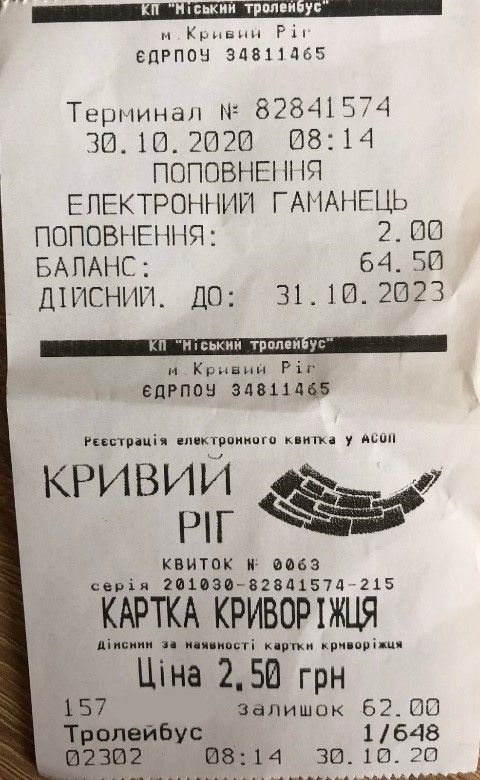 КП "Міський тролейбус"
м.Кривий Ріг
ЄДРПОУ 34811465
Терминал № 82841574
30.10.2020 08:14
ПОПОВНЕННЯ
ЕЛЕКТРОННИЙ ГАМАНЕЦЬ
ПОПОВНЕННЯ: 2.00
БАЛАНС: 64.50
ДІЙСНИЙ. ДО: 31.10.2023
КП "Міський тролейбус"
м.Кривий Ріг
ЄДРПОУ 34811465
Реєстрація електронного квитка у АСОП
КРИВИЙ
РІГ
КВИТОК № 0063
серія 201030-82841574-215
КАРТКА КРИВОРІЖЦЯ
Дійсний за наявності картки криворіжця
Ціна 2.50 грн
157 залишок 62.00
Тролейбус 1/648
02302 08:14 30.10.20